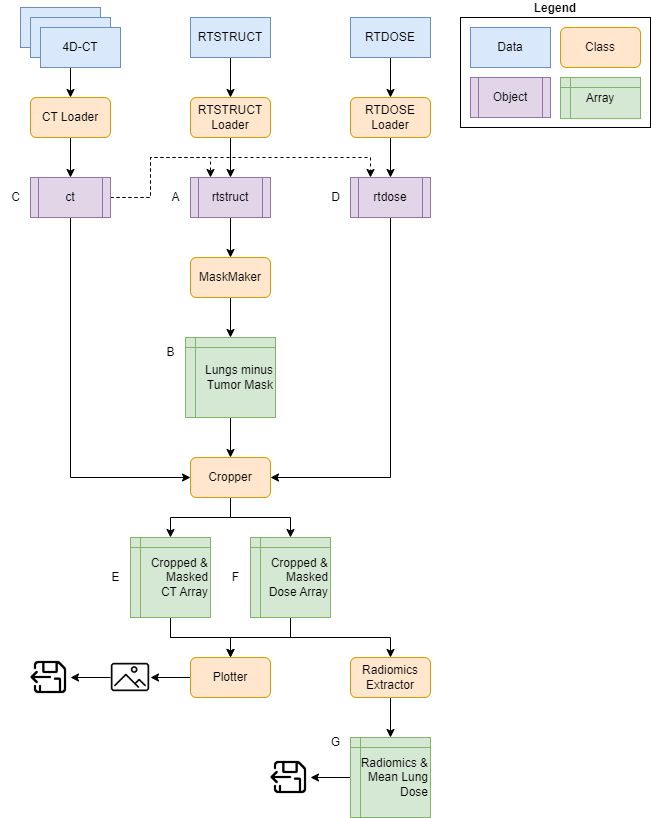 Legend
4D-CT
RTSTRUCT
RTDOSE
Data
Class
Object
Array
CT Loader
RTSTRUCT
Loader
RTDOSE
Loader
C
ct
A
rtstruct
D
rtdose
MaskMaker
B
Lungs minus
Tumor Mask
Cropper
E
Cropped &
Masked
CT Array
F
Cropped &
Masked
Dose Array
Plotter
Radiomics
Extractor
G
Radiomics &
Mean Lung
Dose